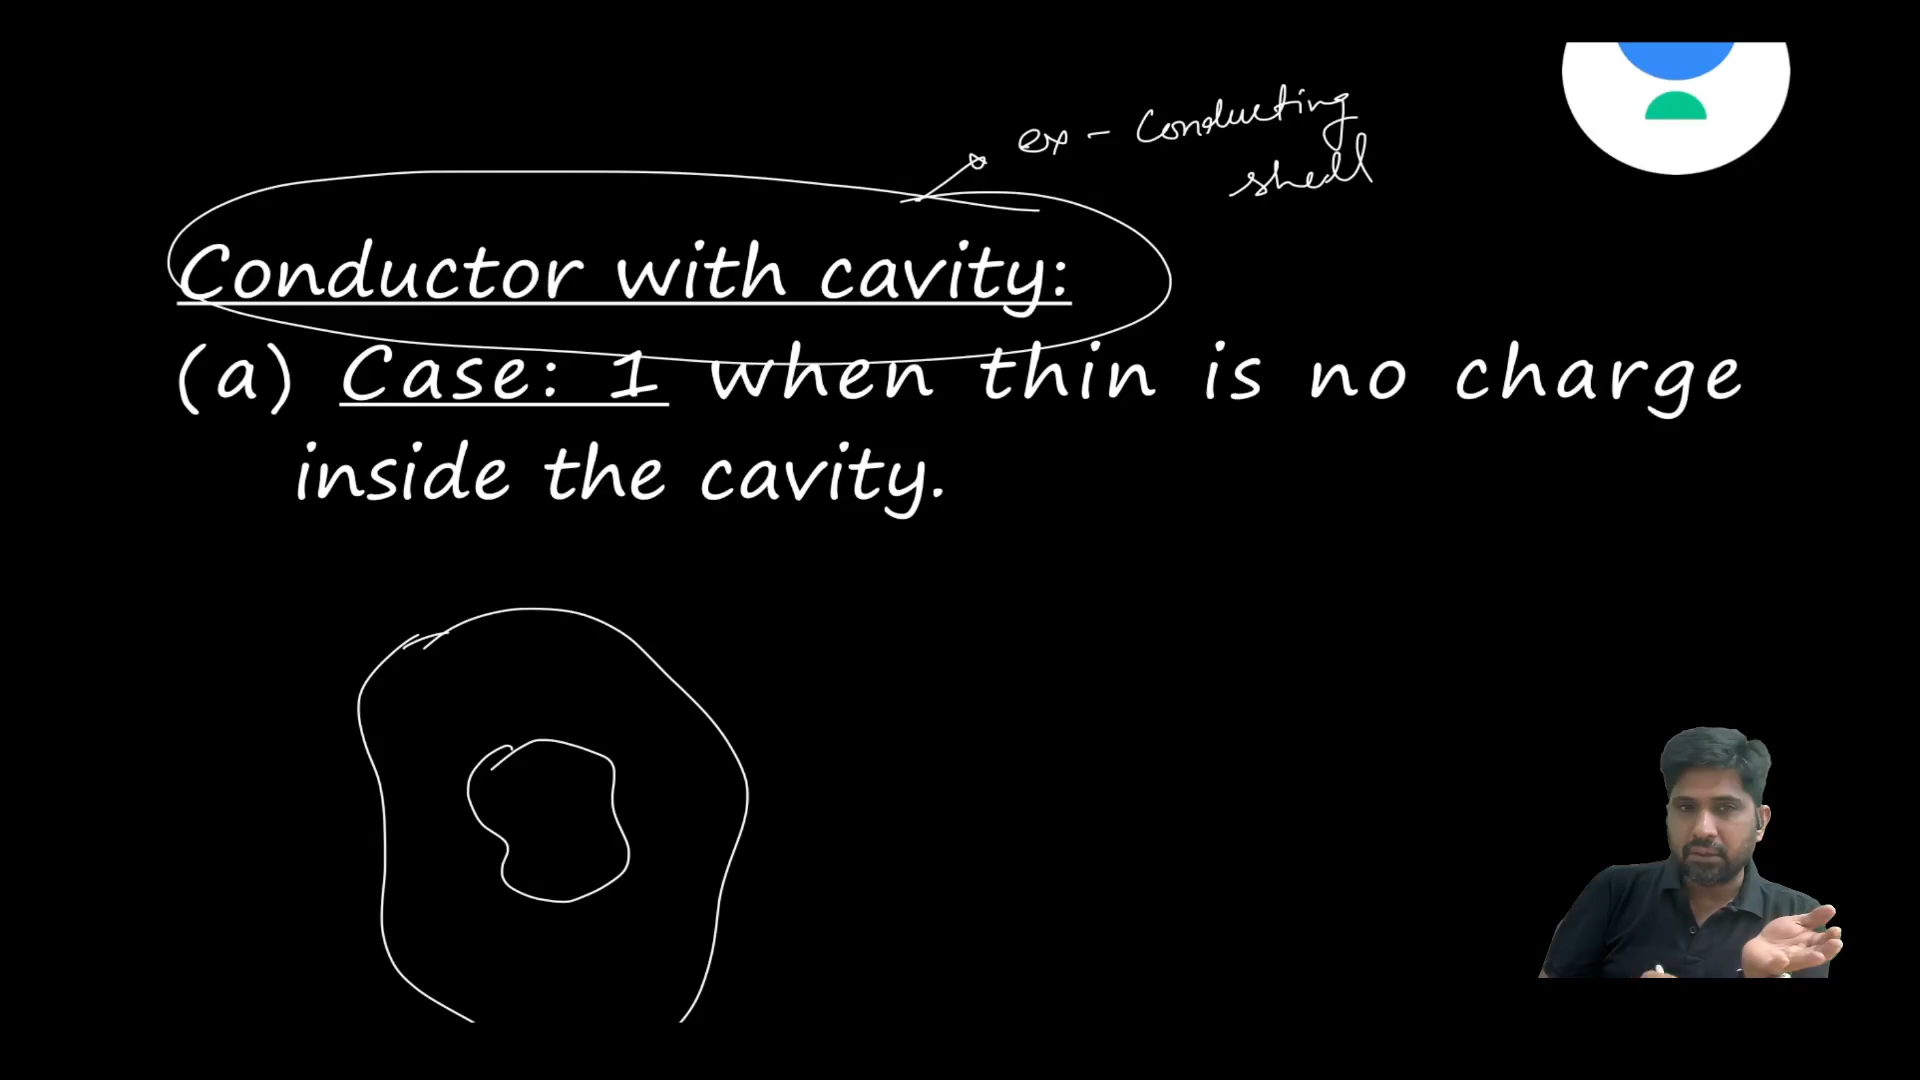 ex - Conducting
shell
Conductor with cavity:
(a) Case: 1 when thin is no charge
inside the cavity.